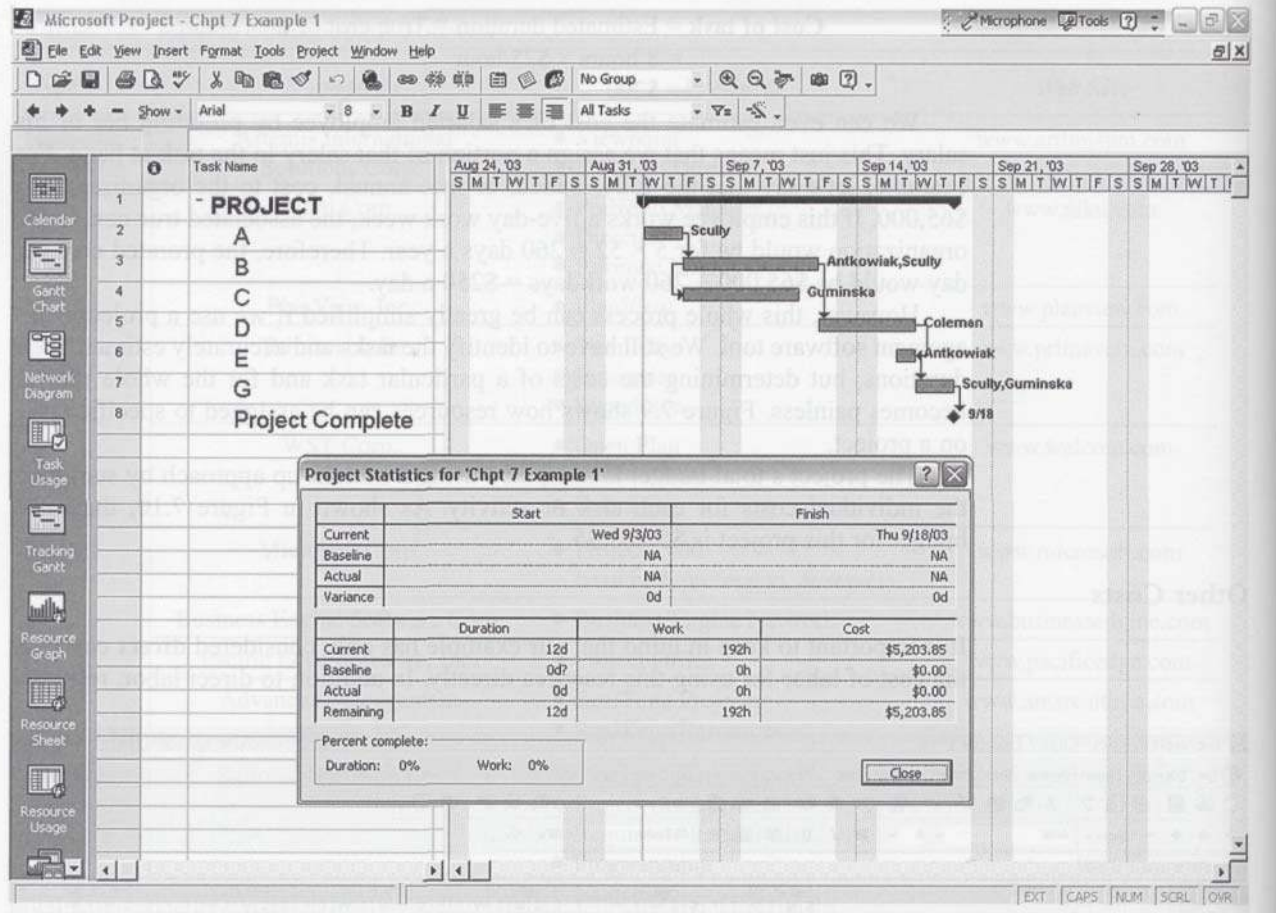 Microsoft Project - Chpt 7 Example 1
Microphone Tools
File Edit View Insert Format Tools Project Window Help
No Group
Show Arial 8 B I U All Tasks
Task Name
Aug 24, '03 Aug 31, '03 Sep 7, '03 Sep 14, '03 Sep 21, '03 Sep 28, '03
S M T W T F S S M T W T F S S M T W T F S S M T W T F S S M T W T F S S M T W T F
1 PROJECT
2 A Scully
3 B Antkowiak,Scully
4 C Guminska
5 D Coleman
6 E Antkowiak
7 G Scully,Guminska
8 Project Complete 9/18
Calendar
Gantt Chart
Network Diagram
Task Usage
Tracking Gantt
Resource Graph
Resource Sheet
Resource Usage
Project Statistics for 'Chpt 7 Example 1'
Start Finish
Current Wed 9/3/03 Thu 9/18/03
Baseline NA NA
Actual NA NA
Variance 0d 0d
Duration Work Cost
Current 12d 192h $5,203.85
Baseline 0d? 0h $0.00
Actual 0d 0h $0.00
Remaining 12d 192h $5,203.85
Percent complete:
Duration: 0% Work: 0%
Close
EXT CAPS NUM SCRL OVR